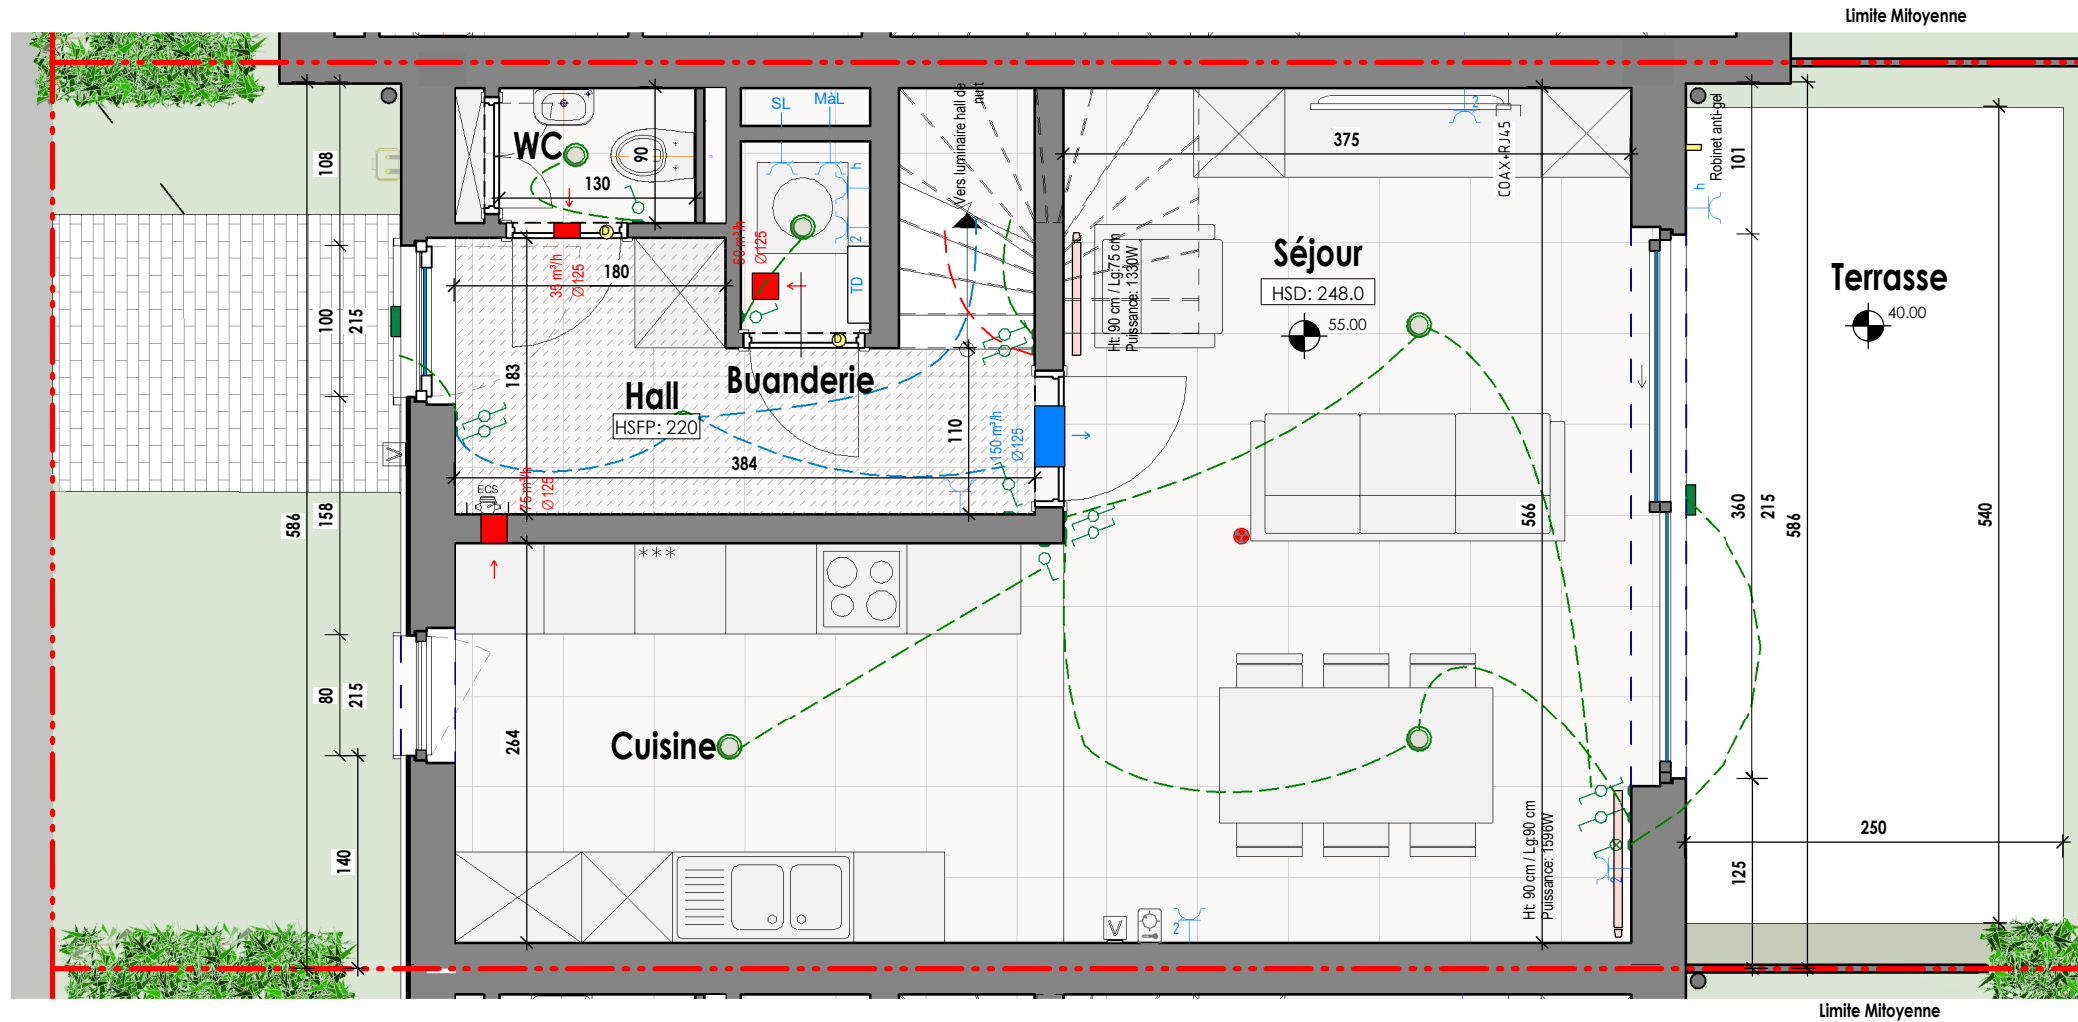 Limite Mitoyenne
Vers luminaire hall de
nuit
SL
MàL
WC
90
130
108
375
COAX+RJ45
2
Robinet anti-gel
h
101
h
2
TD
50 m³/h
Ø125
35 m³/h
Ø125
180
D
D
Ht: 90 cm / Lg:75 cm
Puissance: 1330W
Séjour
HSD: 248.0
55.00
Terrasse
40.00
100
215
183
Hall
HSFP: 220
Buanderie
110
150 m³/h
Ø125
384
V
ECS
75 m³/h
Ø125
586
158
566
360
215
586
540
***
80
215
264
Cuisine
140
Ht: 90 cm / Lg:90 cm
Puissance: 1596W
2
250
125
V
2
Limite Mitoyenne